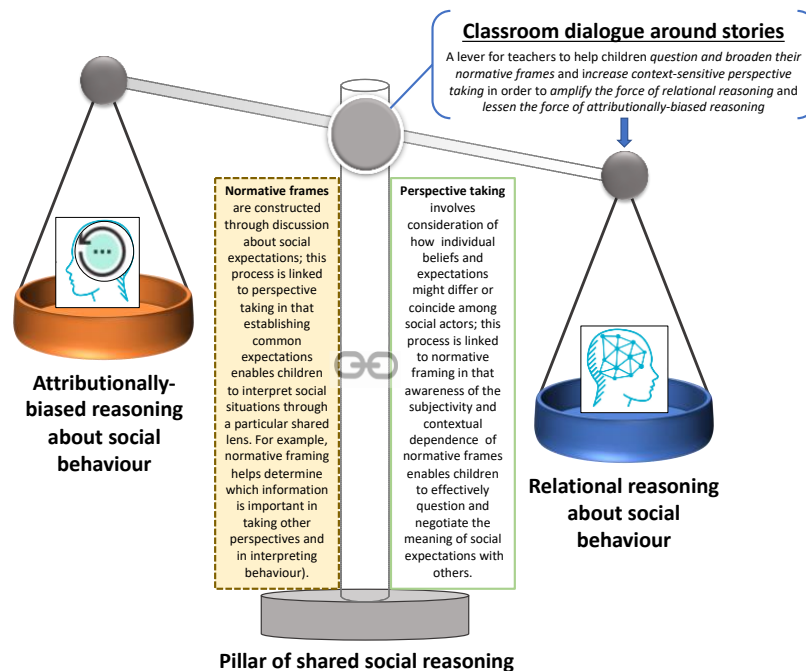 Classroom dialogue around stories
A lever for teachers to help children question and broaden their
normative frames and increase context-sensitive perspective
taking in order to amplify the force of relational reasoning and
lessen the force of attributionally-biased reasoning
Normative frames
are constructed
through discussion
about social
expectations; this
process is linked
to perspective
taking in that
establishing
common
expectations
enables children
to interpret social
situations through
a particular shared
lens. For example,
normative framing
helps determine
which information
is important in
taking other
perspectives and
in interpreting
behaviour).
Perspective taking
involves
consideration of
how individual
beliefs and
expectations
might differ or
coincide among
social actors; this
process is linked
to normative
framing in that
awareness of the
subjectivity and
contextual
dependence of
normative frames
enables children
to effectively
question and
negotiate the
meaning of social
expectations with
others.
Attributionally-
biased reasoning
about social
behaviour
Relational reasoning
about social
behaviour
Pillar of shared social reasoning